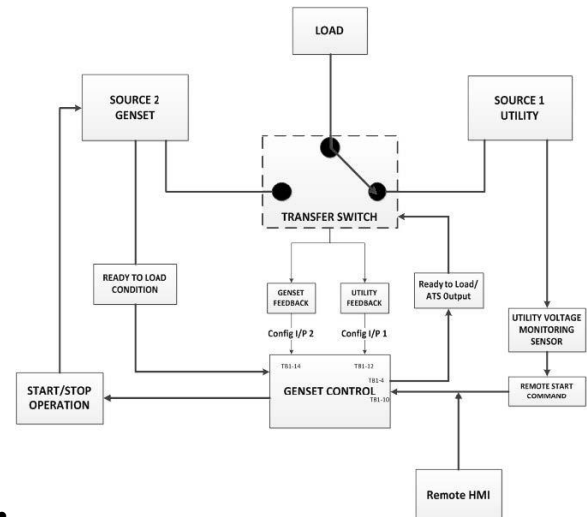 LOAD
SOURCE 2
GENSET
SOURCE 1
UTILITY
TRANSFER SWITCH
READY TO LOAD
CONDITION
GENSET
FEEDBACK
UTILITY
FEEDBACK
Ready to Load/
ATS Output
UTILITY VOLTAGE
MONITORING
SENSOR
Config I/P 2
Config I/P 1
TB1-14
TB1-12
TB1-4
TB1-10
GENSET CONTROL
START/STOP
OPERATION
REMOTE START
COMMAND
Remote HMI